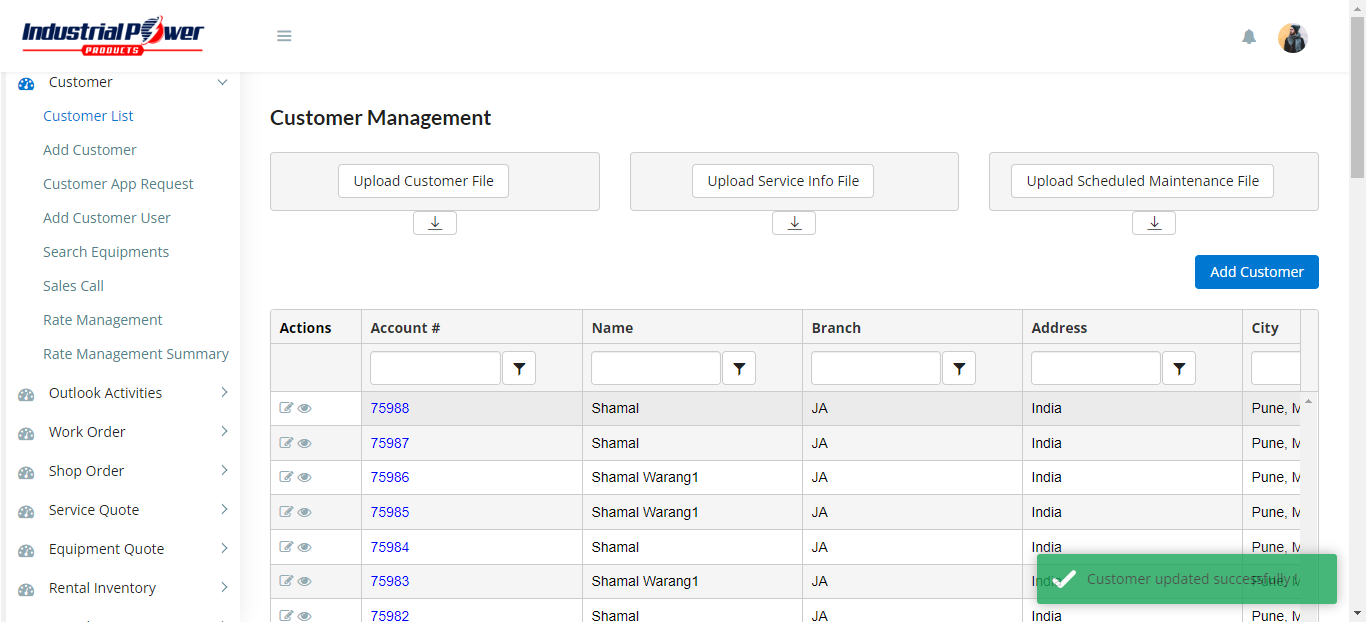 Industrial Power
PRODUCTS
Customer
Customer List
Add Customer
Customer App Request
Add Customer User
Search Equipments
Sales Call
Rate Management
Rate Management Summary
Outlook Activities
Work Order
Shop Order
Service Quote
Equipment Quote
Rental Inventory
Customer Management
Upload Customer File
Upload Service Info File
Upload Scheduled Maintenance File
Add Customer
Actions Account # Name Branch Address City
75988 Shamal JA India Pune, M
75987 Shamal JA India Pune, M
75986 Shamal Warang1 JA India Pune, M
75985 Shamal Warang1 JA India Pune, M
75984 Shamal JA India Pune, M
75983 Shamal Warang1 JA India Pune, M
75982 Shamal JA India Pune, M
Customer updated successfully